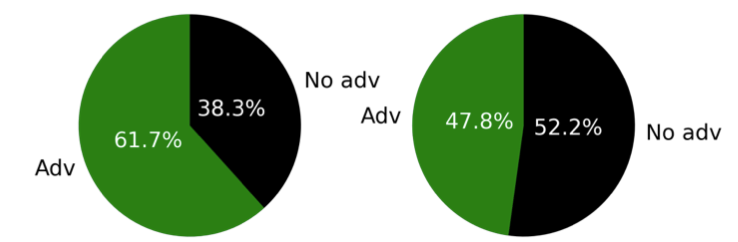 No adv
38.3%
61.7%
Adv
Adv
47.8%
52.2%
No adv